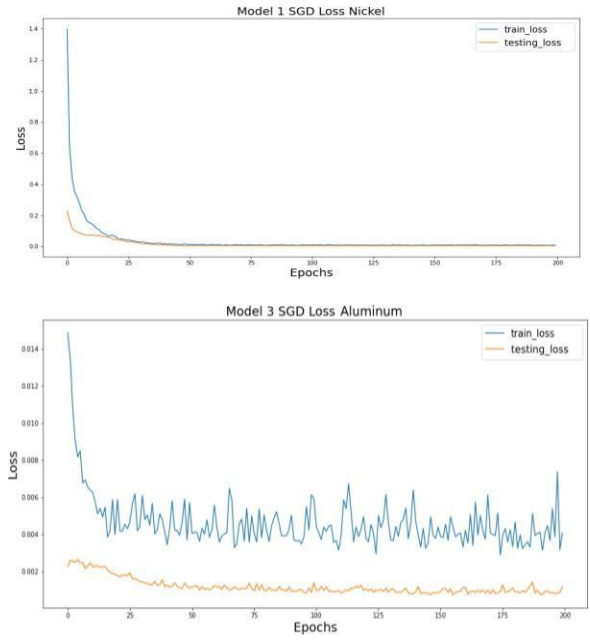 Model 1 SGD Loss Nickel
train_loss
testing_loss
1.4
1.2
1.0
0.8
0.6
0.4
0.2
0.0
Loss
0 25 50 75 100 125 150 175 200
Epochs
Model 3 SGD Loss Aluminum
train_loss
testing_loss
0.014
0.012
0.010
0.008
0.006
0.004
0.002
Loss
0 25 50 75 100 125 150 175 200
Epochs